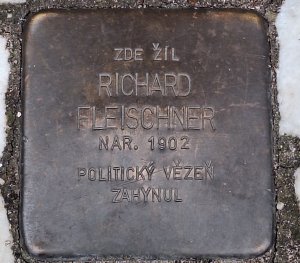 ZDE ŽIL
RICHARD
FLEISCHNER
NAR. 1902
POLITICKÝ VĚZEŇ
ZAHYNUL